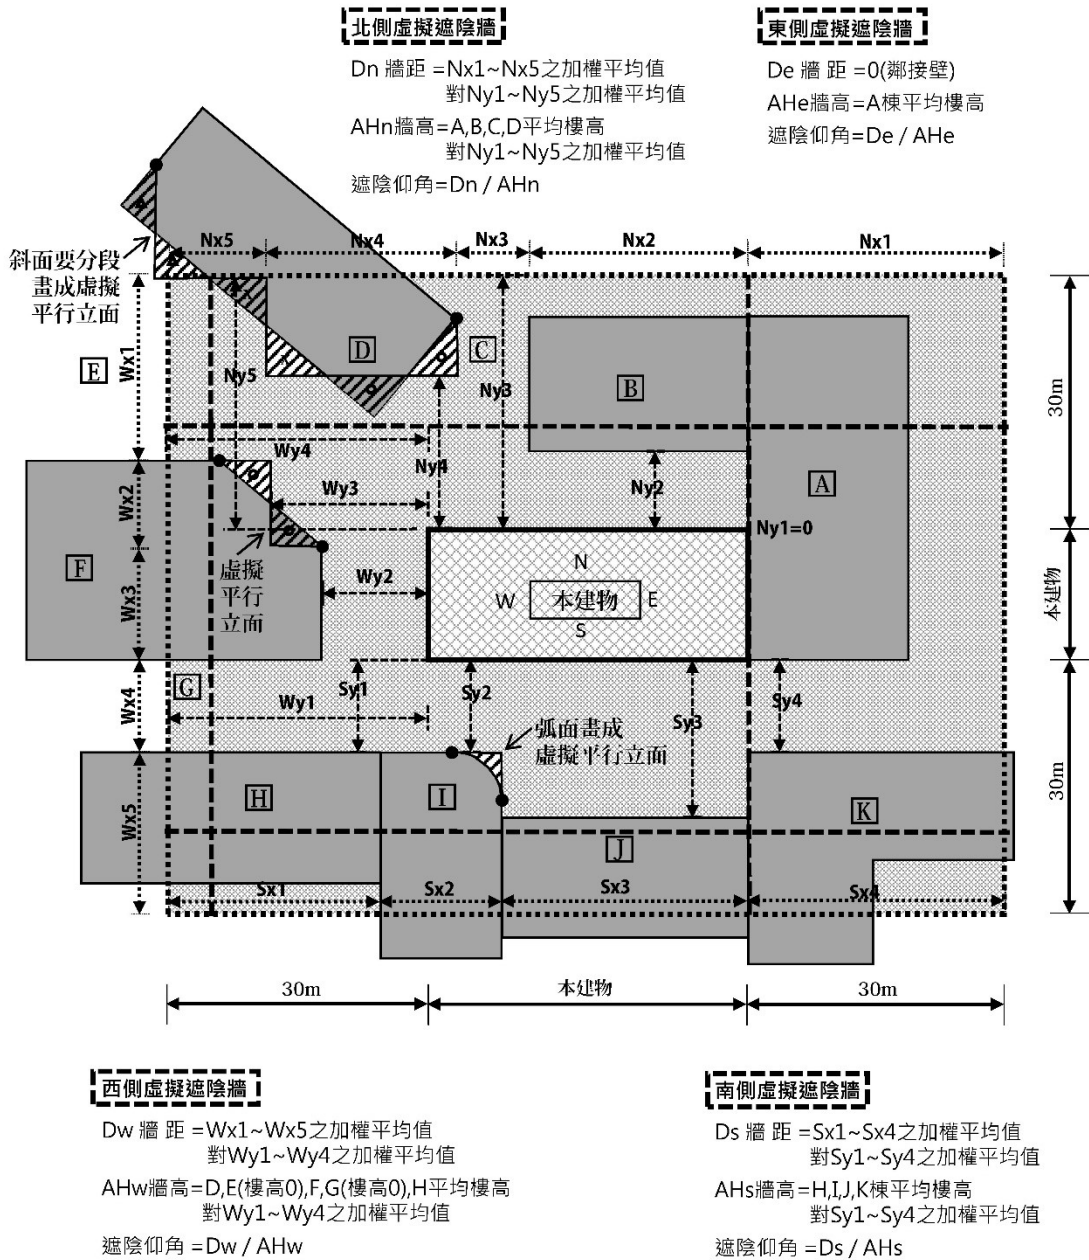 北側虛擬遮陰牆
Dn 牆距 =Nx1~Nx5之加權平均值
對Ny1~Ny5之加權平均值
AHn牆高=A,B,C,D平均樓高
對Ny1~Ny5之加權平均值
遮陰仰角=Dn / AHn
東側虛擬遮陰牆
De 牆 距 =0(鄰接壁)
AHe牆高=A棟平均樓高
遮陰仰角=De / AHe
斜面要分段
畫成虛擬
平行立面
Nx5
Nx4
Nx3
Nx2
Nx1
E
Wx1
Ny5
D
C
Ny3
B
30m
Wy4
Ny4
Wx2
Wy3
Ny2
A
Ny1=0
F
虛擬
平行
立面
Wx3
Wy2
N
W
本建物
E
S
本建物
G
Wx4
Wy1
Sy1
Sy2
Sy3
Sy4
弧面畫成
虛擬平行立面
H
I
J
K
Wx5
30m
Sx1
Sx2
Sx3
Sx4
30m
本建物
30m
西側虛擬遮陰牆
Dw 牆 距 =Wx1~Wx5之加權平均值
對Wy1~Wy4之加權平均值
AHw牆高=D,E(樓高0),F,G(樓高0),H平均樓高
對Wy1~Wy4之加權平均值
遮陰仰角 =Dw / AHw
南側虛擬遮陰牆
Ds 牆 距 =Sx1~Sx4之加權平均值
對Sy1~Sy4之加權平均值
AHs牆高=H,I,J,K棟平均樓高
對Sy1~Sy4之加權平均值
遮陰仰角 =Ds / AHs